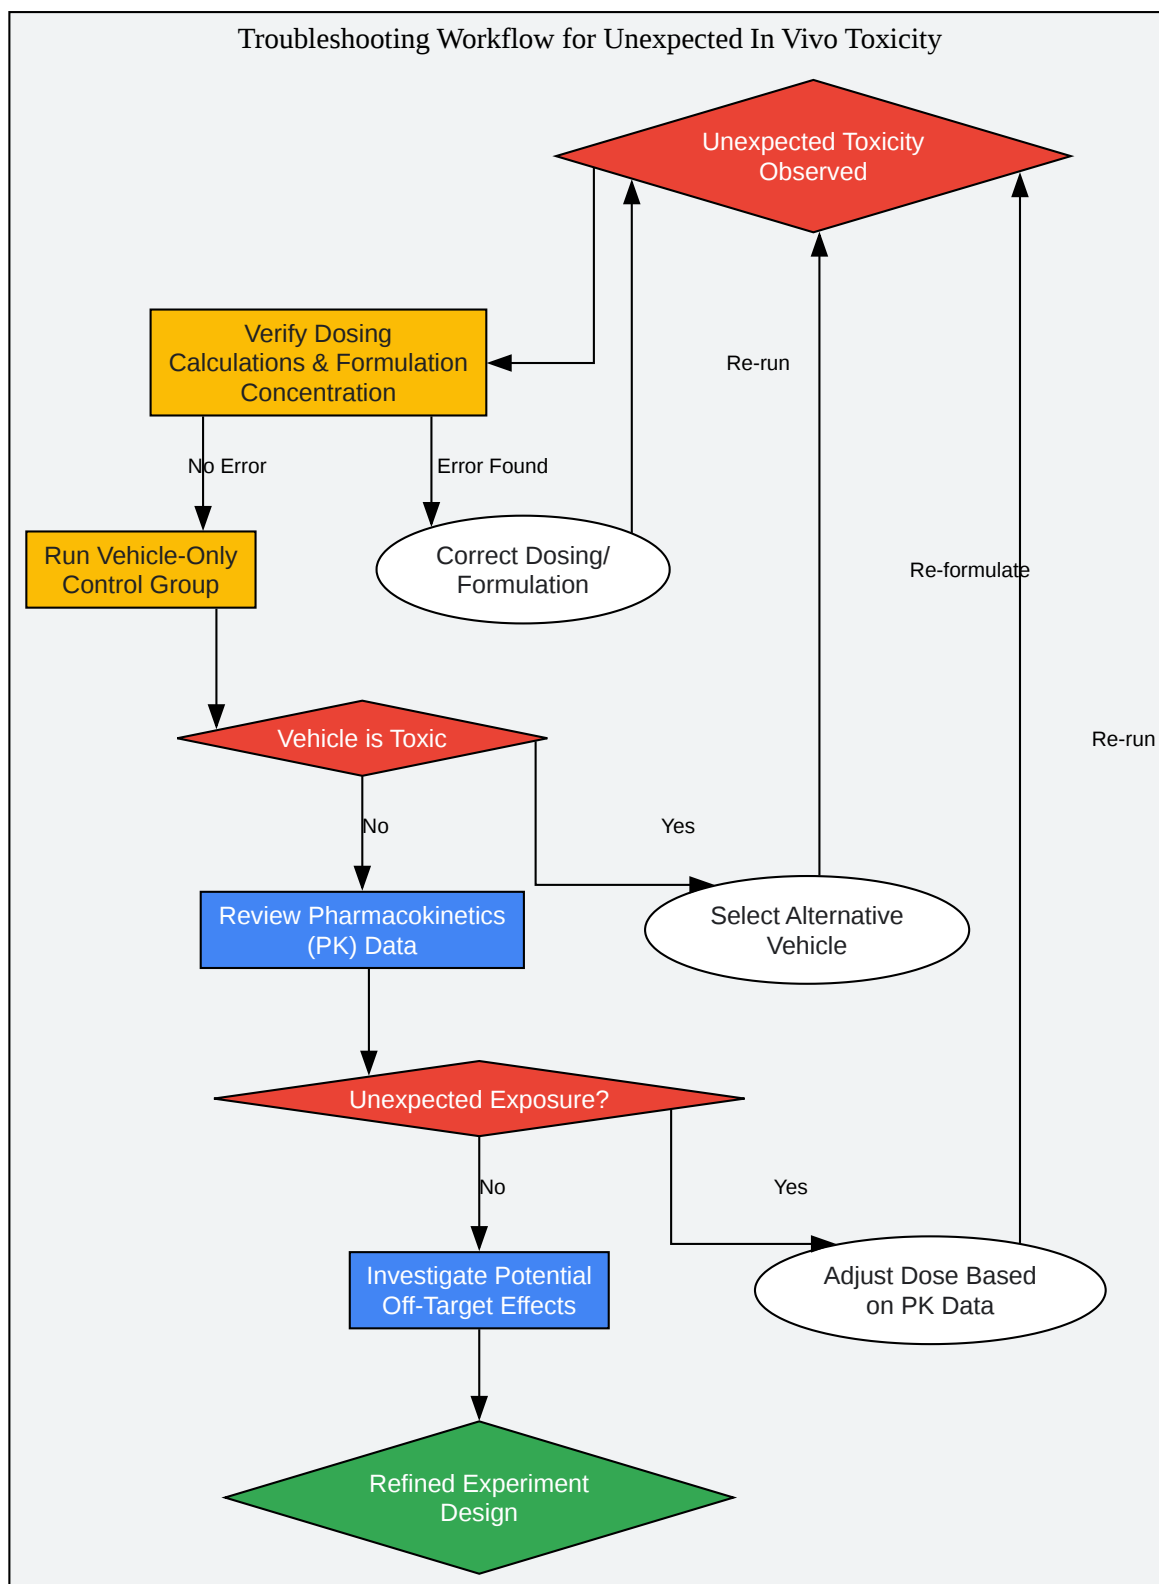 Troubleshooting Workflow for Unexpected In Vivo Toxicity
Unexpected Toxicity
Observed
Verify Dosing
Calculations & Formulation
Concentration
Re-run
No Error
Error Found
Run Vehicle-Only
Control Group
Correct Dosing/
Formulation
Re-formulate
Vehicle is Toxic
Re-run
No
Yes
Review Pharmacokinetics
(PK) Data
Select Alternative
Vehicle
Unexpected Exposure?
No
Yes
Investigate Potential
Off-Target Effects
Adjust Dose Based
on PK Data
Refined Experiment
Design